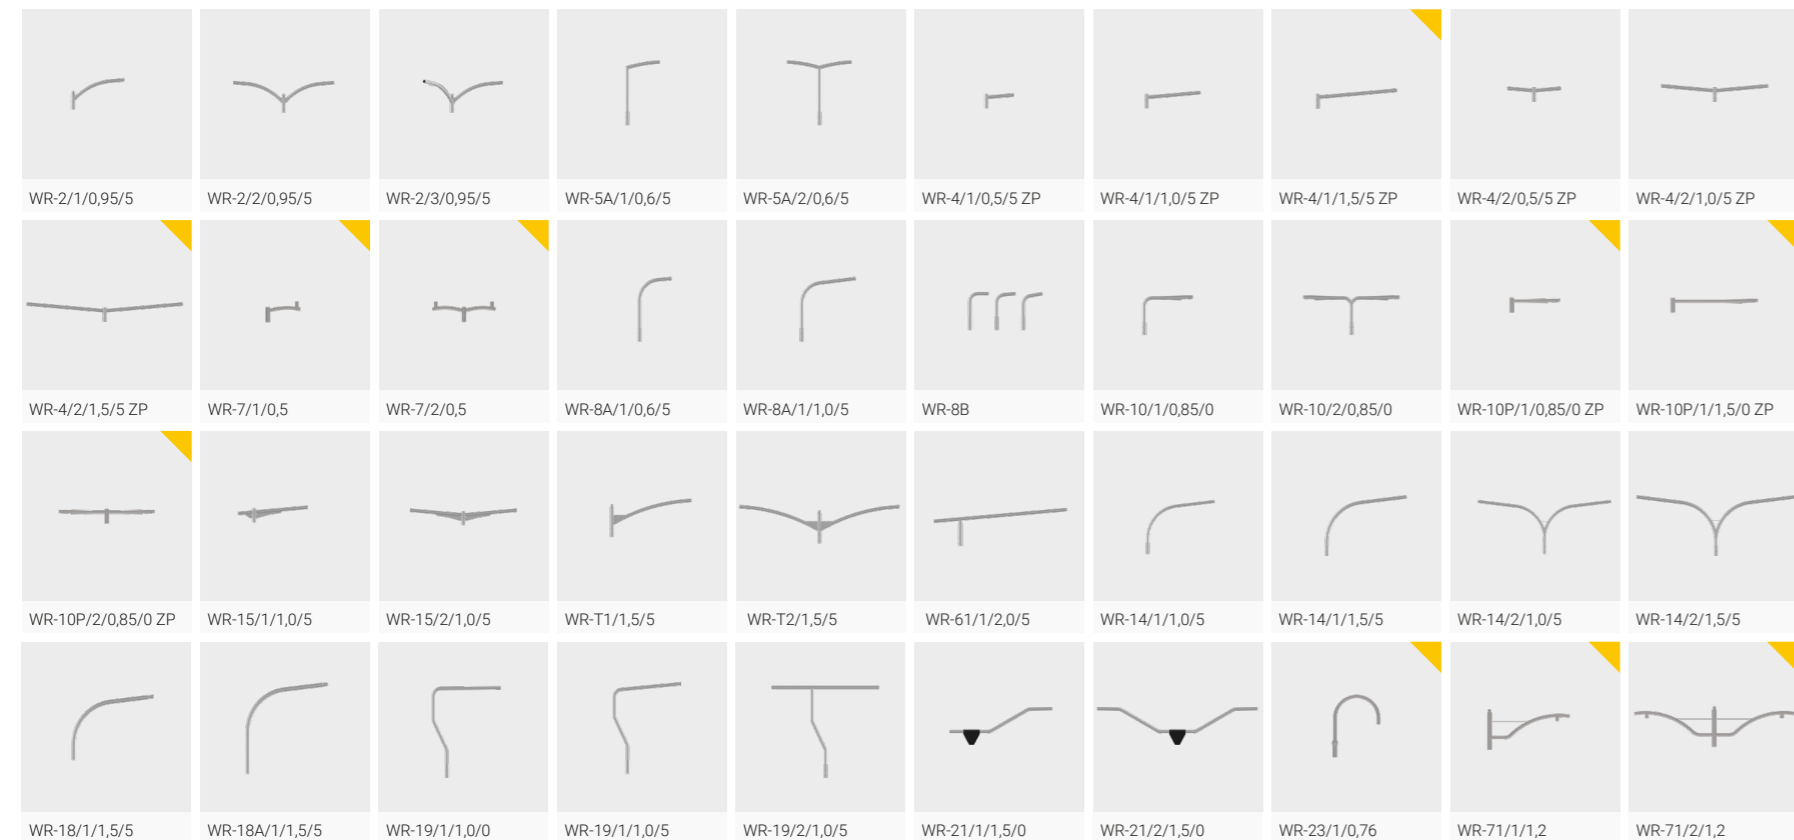 WR-2/1/0,95/5
WR-2/2/0,95/5
WR-2/3/0,95/5
WR-5A/1/0,6/5
WR-5A/2/0,6/5
WR-4/1/0,5/5 ZP
WR-4/1/1,0/5 ZP
WR-4/1/1,5/5 ZP
WR-4/2/0,5/5 ZP
WR-4/2/1,0/5 ZP
WR-4/2/1,5/5 ZP
WR-7/1/0,5
WR-7/2/0,5
WR-8A/1/0,6/5
WR-8A/1/1,0/5
WR-8B
WR-10/1/0,85/0
WR-10/2/0,85/0
WR-10P/1/0,85/0 ZP
WR-10P/1/1,5/0 ZP
WR-10P/2/0,85/0 ZP
WR-15/1/1,0/5
WR-15/2/1,0/5
WR-T1/1,5/5
WR-T2/1,5/5
WR-61/1/2,0/5
WR-14/1/1,0/5
WR-14/1/1,5/5
WR-14/2/1,0/5
WR-14/2/1,5/5
WR-18/1/1,5/5
WR-18A/1/1,5/5
WR-19/1/1,0/0
WR-19/1/1,0/5
WR-19/2/1,0/5
WR-21/1/1,5/0
WR-21/2/1,5/0
WR-23/1/0,76
WR-71/1/1,2
WR-71/2/1,2